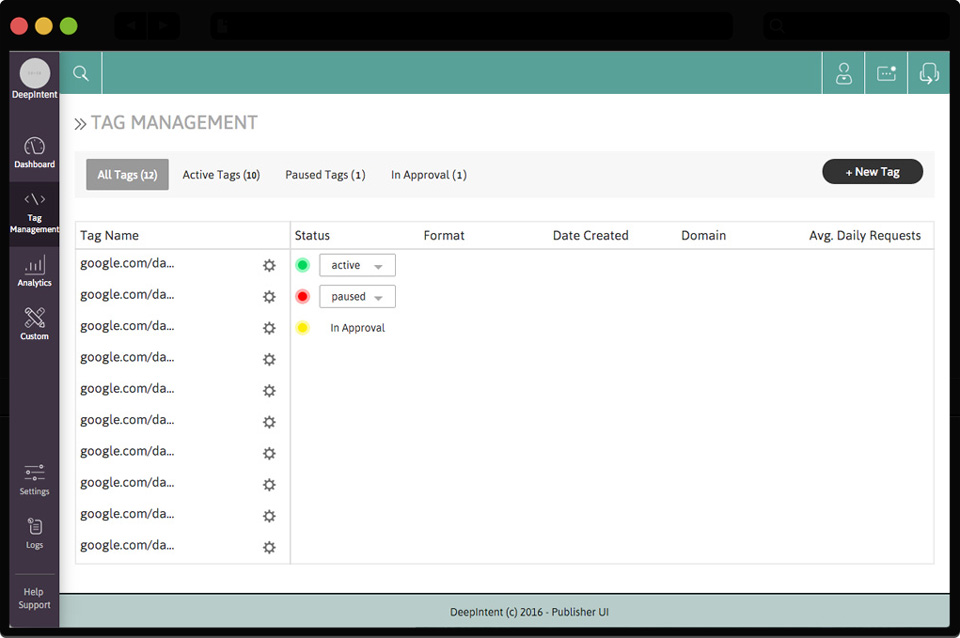 DeepIntent
Dashboard
Tag
Management
Analytics
Custom
Settings
Logs
Help
Support
TAG MANAGEMENT
All Tags (12) Active Tags (10) Paused Tags (1) In Approval (1) + New Tag
Tag Name Status Format Date Created Domain Avg. Daily Requests
google.com/da... active
google.com/da... paused
google.com/da... In Approval
google.com/da...
google.com/da...
google.com/da...
google.com/da...
google.com/da...
google.com/da...
google.com/da...
DeepIntent (c) 2016 - Publisher UI